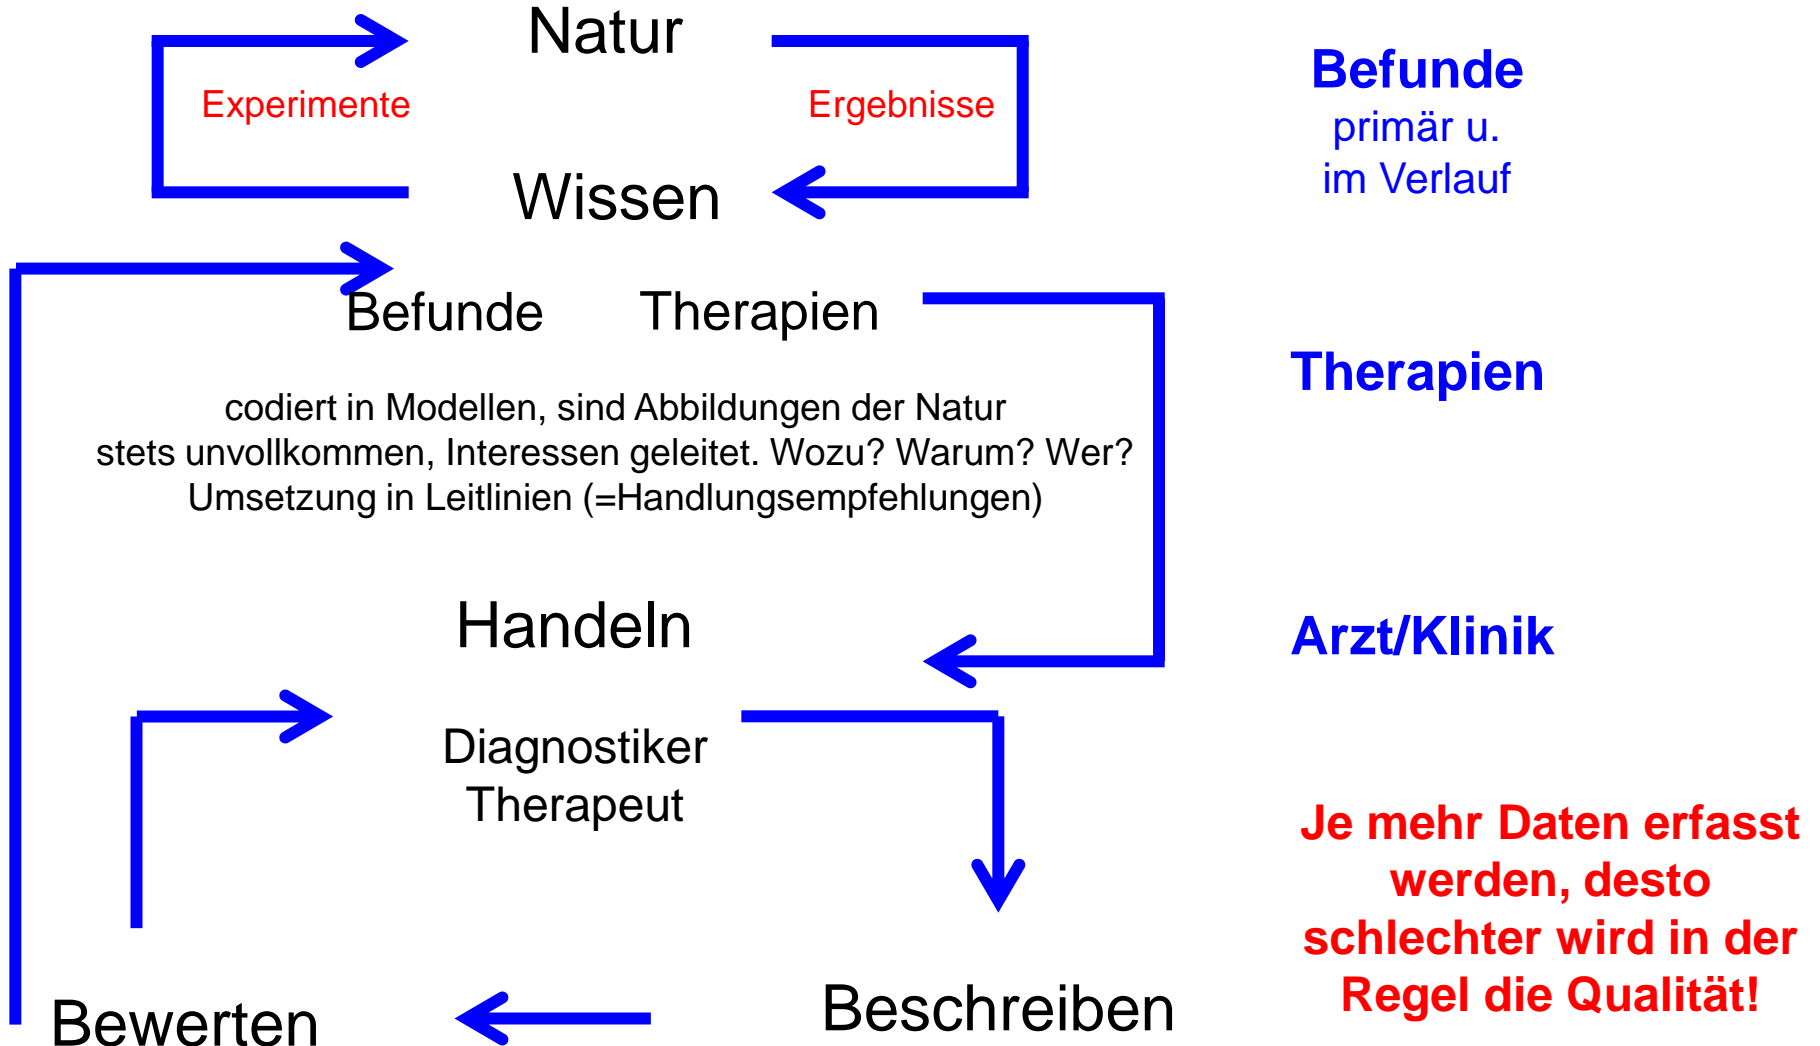 Natur
Experimente
Ergebnisse
Wissen
Befunde
Therapien
codiert in Modellen, sind Abbildungen der Natur
stets unvollkommen, Interessen geleitet. Wozu? Warum? Wer?
Umsetzung in Leitlinien (=Handlungsempfehlungen)
Handeln
Diagnostiker
Therapeut
Beschreiben
Bewerten
Befunde
primär u.
im Verlauf
Therapien
Arzt/Klinik
Je mehr Daten erfasst
werden, desto
schlechter wird in der
Regel die Qualität!